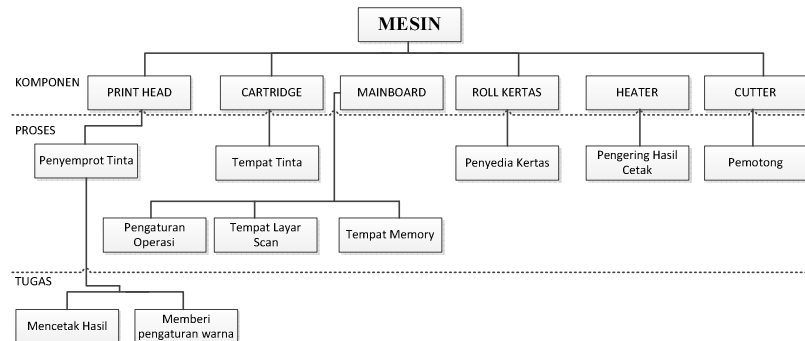 MESIN
KOMPONEN
PRINT HEAD
CARTRIDGE
MAINBOARD
ROLL KERTAS
HEATER
CUTTER
PROSES
Penyemprot Tinta
Tempat Tinta
Penyedia Kertas
Pengering Hasil
Cetak
Pemotong
Pengaturan
Operasi
Tempat Layar
Scan
Tempat Memory
TUGAS
Mencetak Hasil
Memberi
pengaturan warna